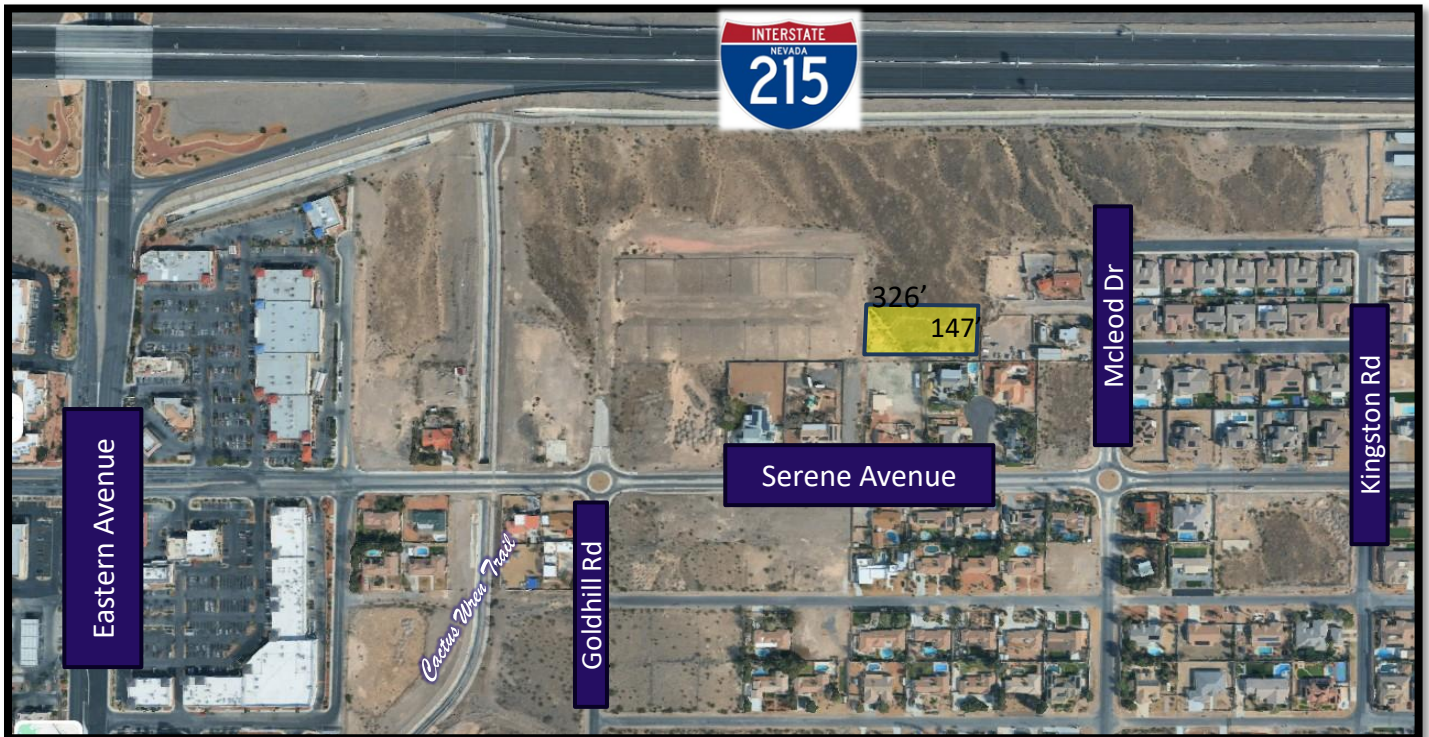 INTERSTATE
NEVADA
215
326’
147’
Mcleod Dr
Kingston Rd
Eastern Avenue
Serene Avenue
Goldhill Rd
Cactus Wren Trail